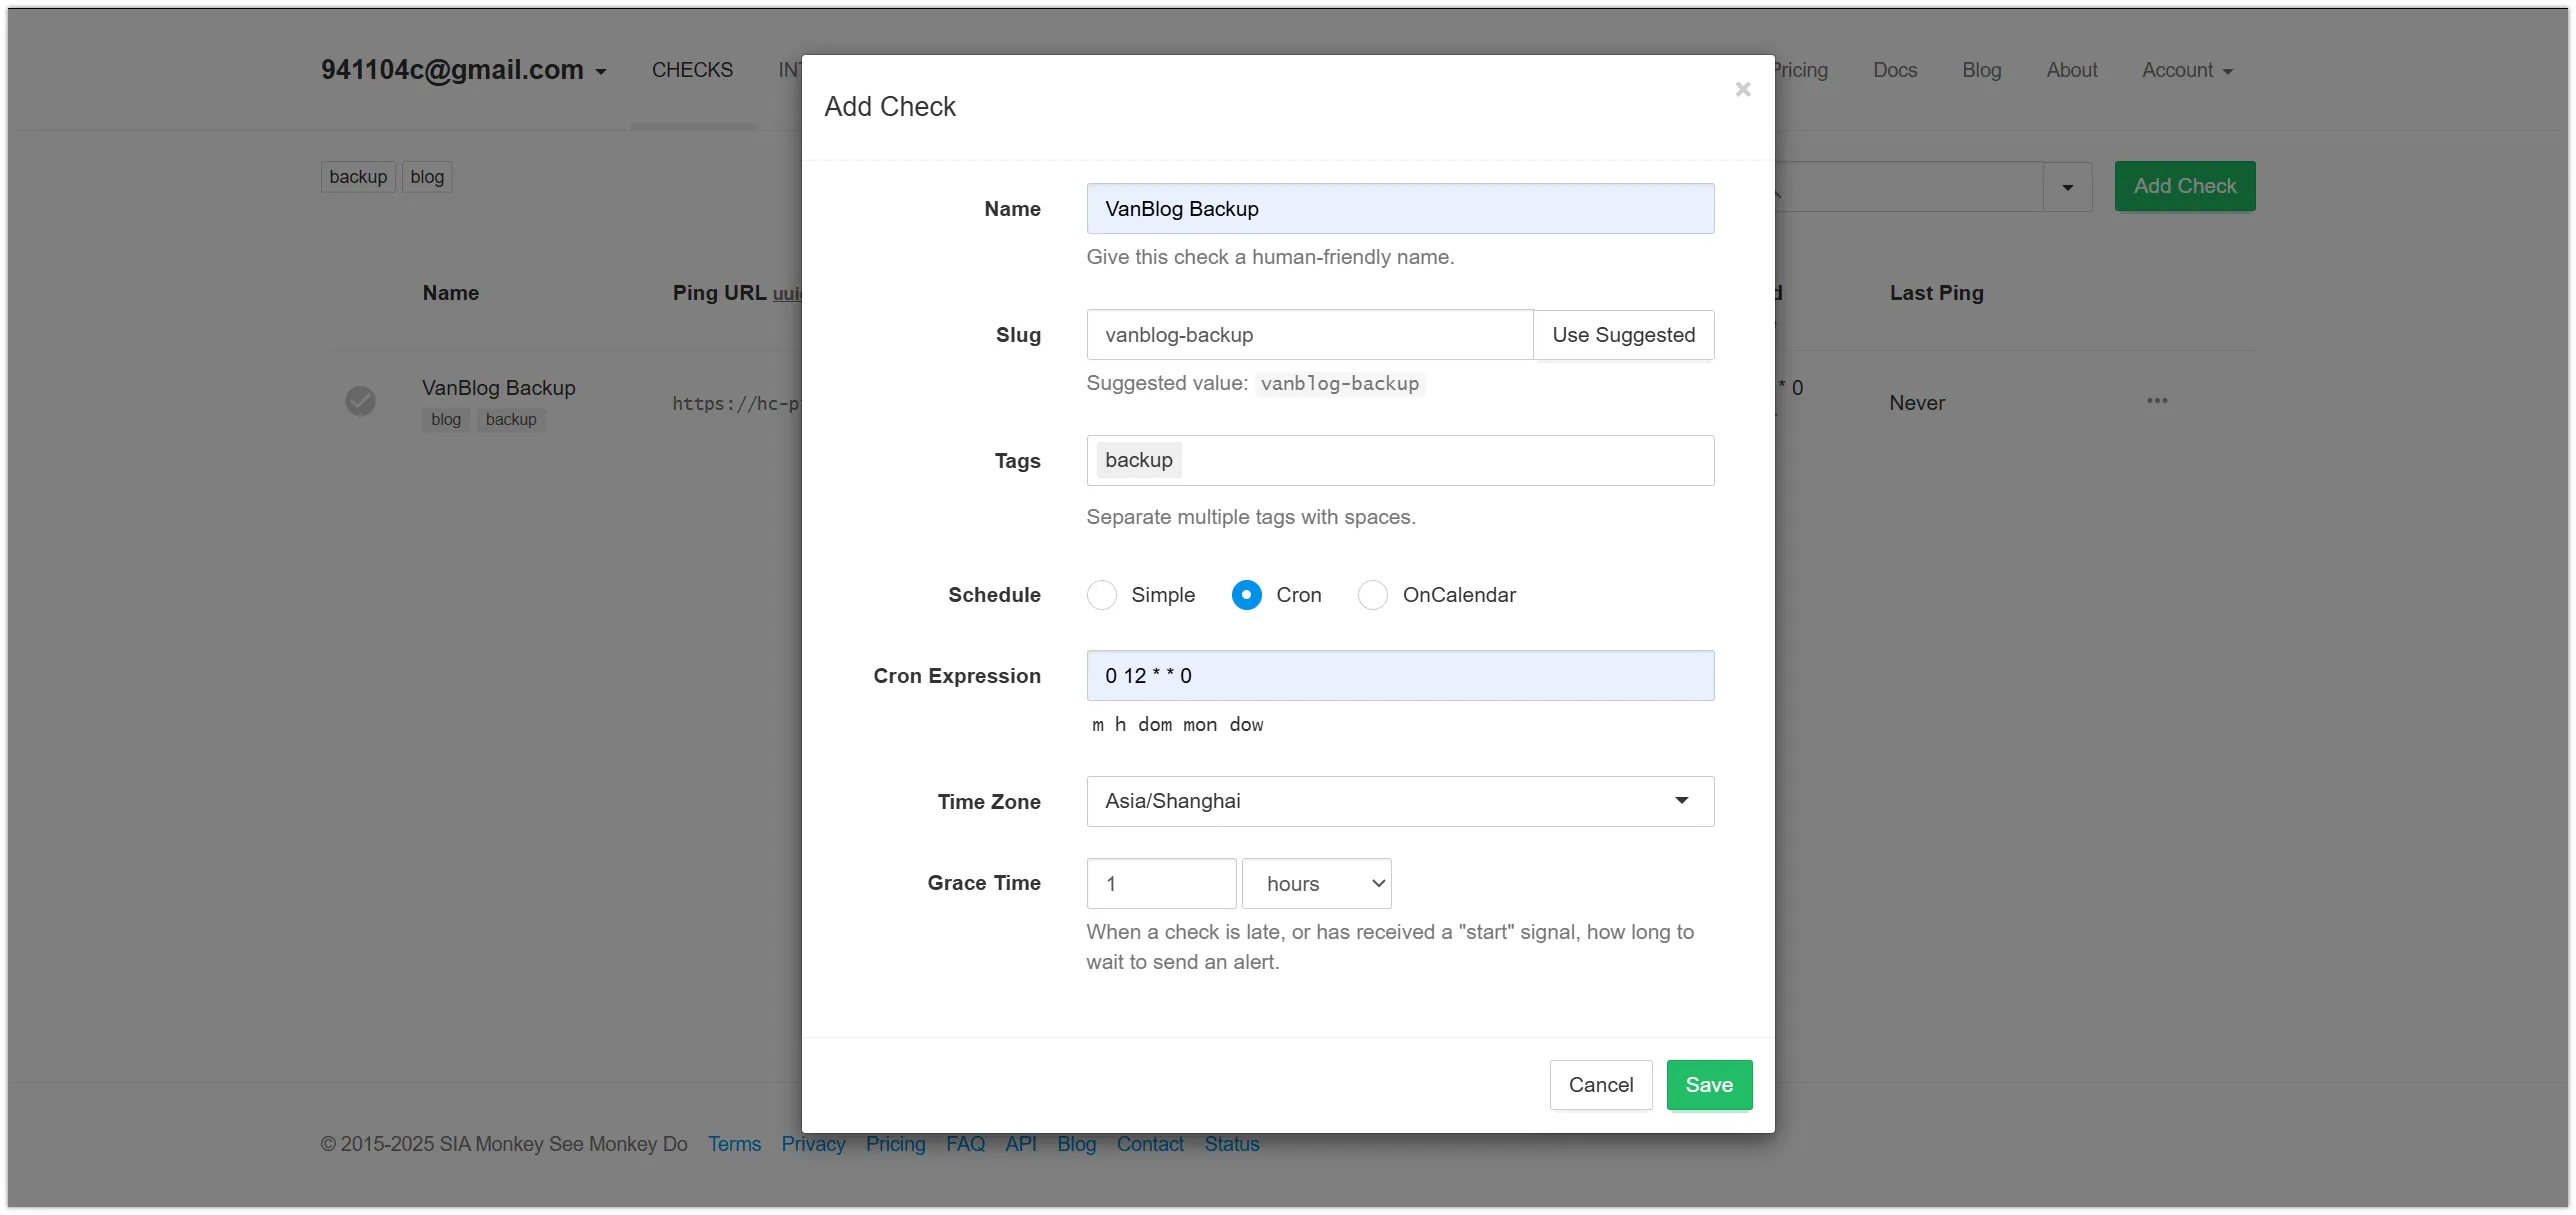 941104c@gmail.com CHECKS Pricing Docs Blog About Account
Add Check
×
backup blog
Add Check
Name VanBlog Backup
Give this check a human-friendly name.
Name Ping URL Last Ping
Slug vanblog-backup Use Suggested
Suggested value: vanblog-backup
VanBlog Backup
blog backup
https://hc-p
* 0
Never
Tags backup
Separate multiple tags with spaces.
Schedule Simple Cron OnCalendar
Cron Expression 0 12 * * 0
m h dom mon dow
Time Zone Asia/Shanghai
Grace Time 1 hours
When a check is late, or has received a "start" signal, how long to
wait to send an alert.
Cancel Save
© 2015-2025 SIA Monkey See Monkey Do Terms Privacy Pricing FAQ API Blog Contact Status